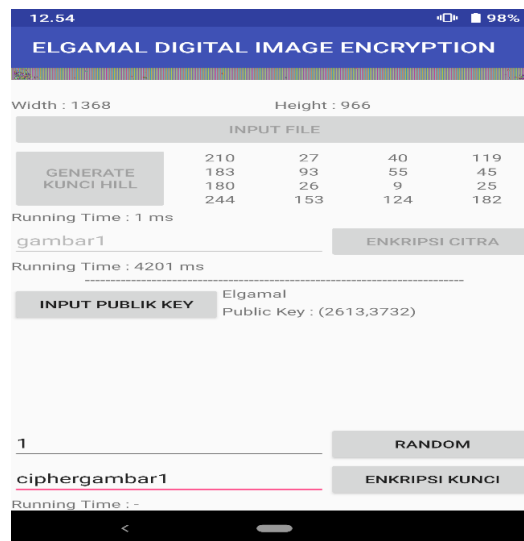 12.54 98%
ELGAMAL DIGITAL IMAGE ENCRYPTION
Width : 1368 Height : 966
INPUT FILE
GENERATE KUNCI HILL
210 27 40 119
183 93 55 45
180 26 9 25
244 153 124 182
Running Time : 1 ms
gambar1 ENKRIPSI CITRA
Running Time : 4201 ms
--------------------------------------------------------------------------------
INPUT PUBLIK KEY
Elgamal
Public Key : (2613,3732)
1 RANDOM
ciphergambar1 ENKRIPSI KUNCI
Running Time : -